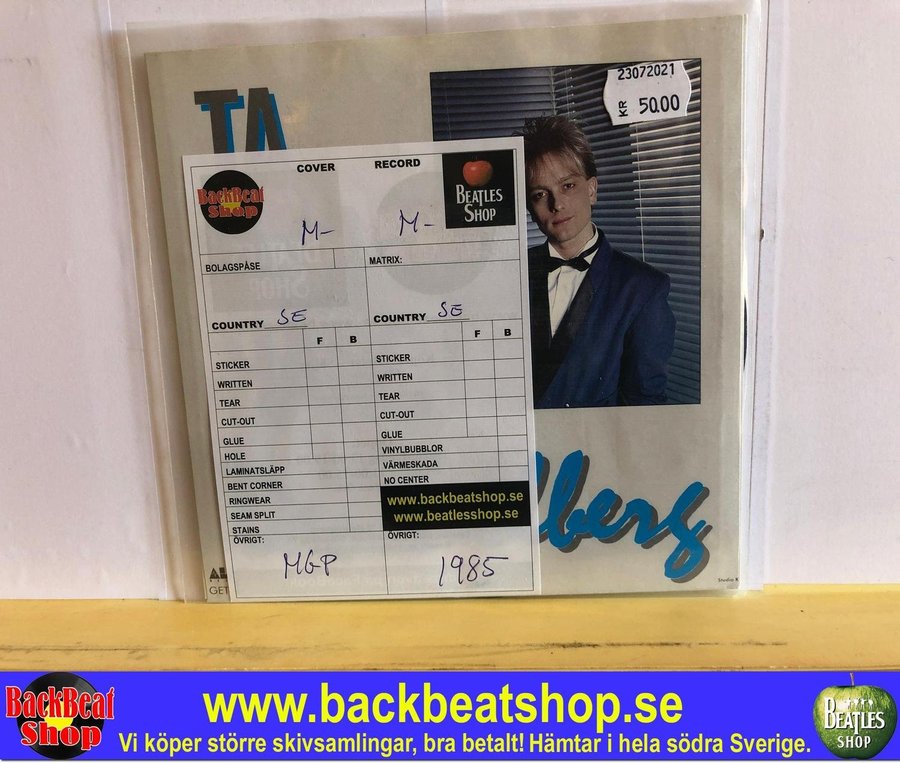 TA
23072021
KR 50.00
COVER RECORD
BackBeat
Shop
BEATLES
SHOP
M- M-
BOLAGSPÅSE MATRIX:
COUNTRY SE COUNTRY SE
F B F B
STICKER STICKER
WRITTEN WRITTEN
TEAR TEAR
CUT-OUT CUT-OUT
GLUE GLUE
HOLE VINYLBUBBLOR
LAMINATSLÄPP VÄRMESKADA
BENT CORNER NO CENTER
RINGWEAR www.backbeatshop.se
SEAM SPLIT www.beatlesshop.se
STAINS
ÖVRIGT: ÖVRIGT:
MGP 1985
lberg
GET
Studio K
BackBeat
Shop
www.backbeatshop.se
Vi köper större skivsamlingar, bra betalt! Hämtar i hela södra Sverige.
BEATLES
SHOP